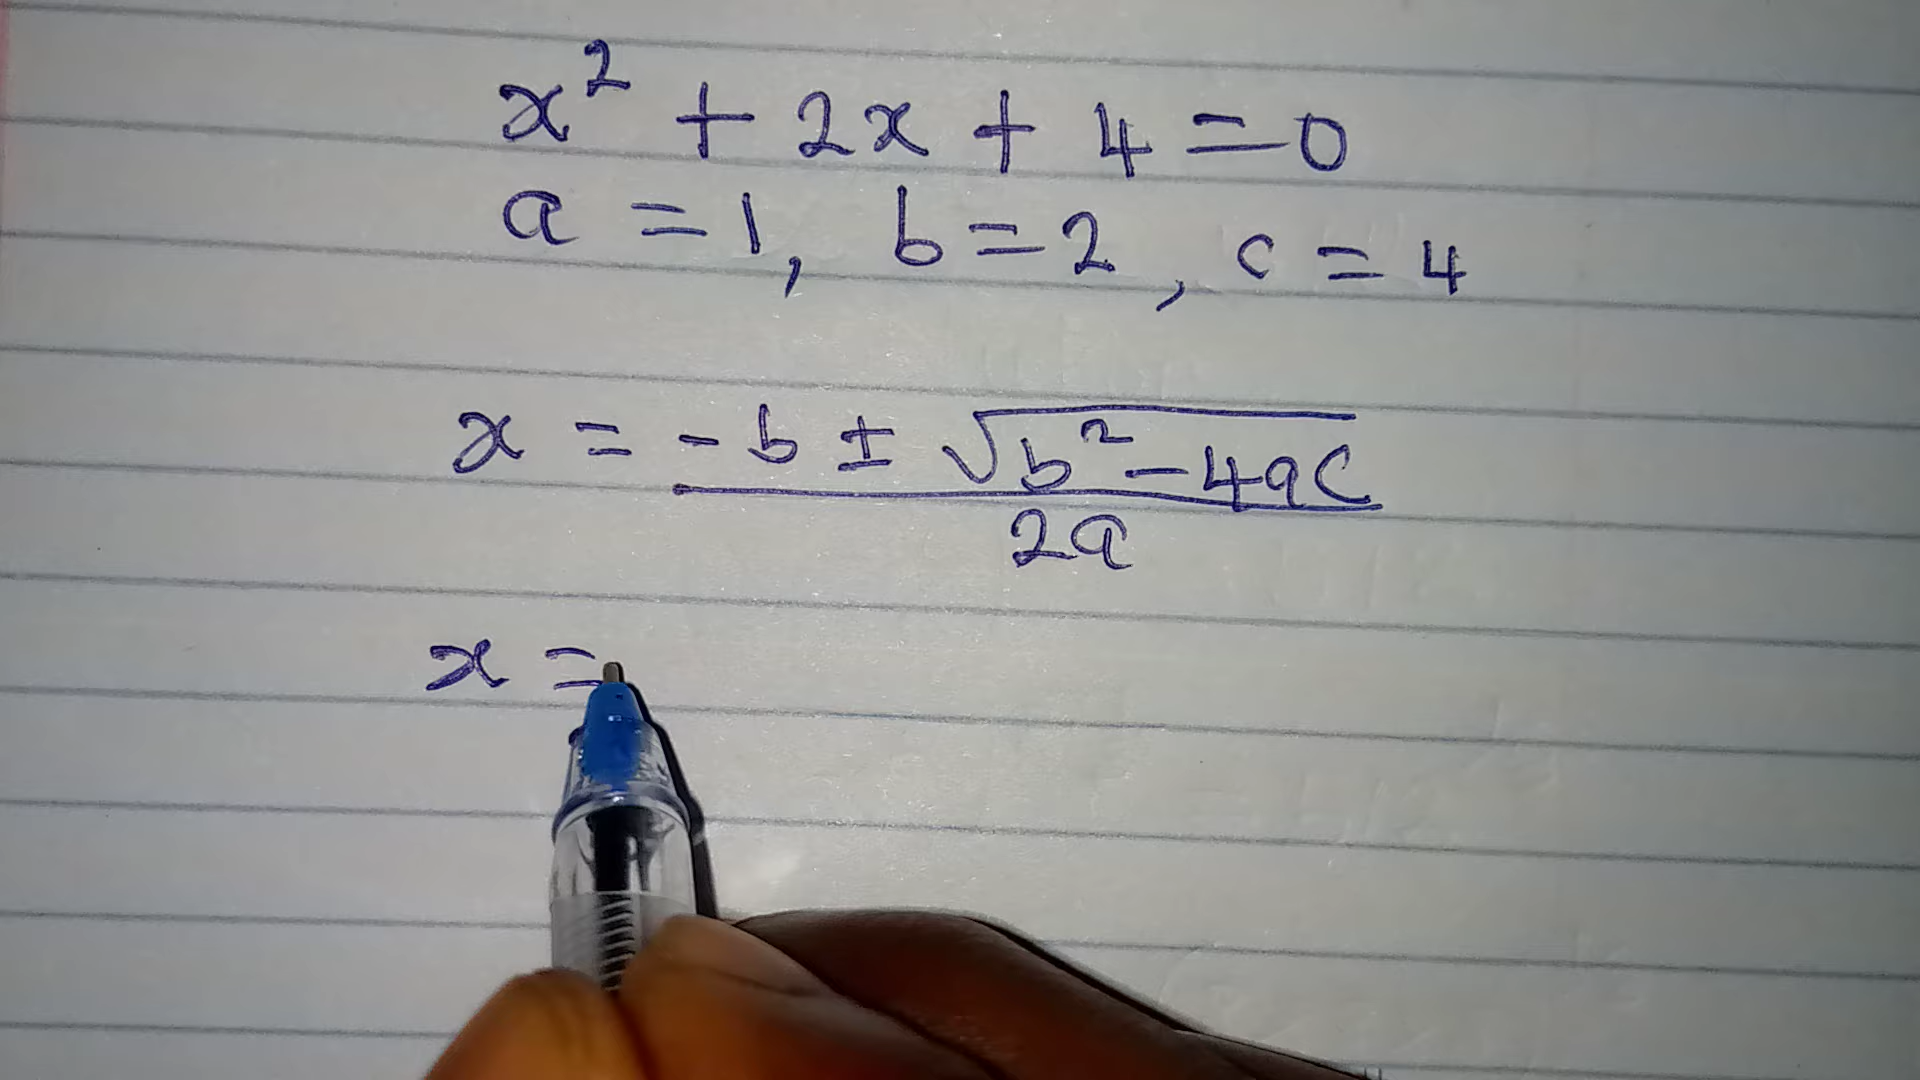 x² + 2x + 4 = 0
a = 1, b = 2, c = 4
x = -b ± √b² - 4ac
2a
x =